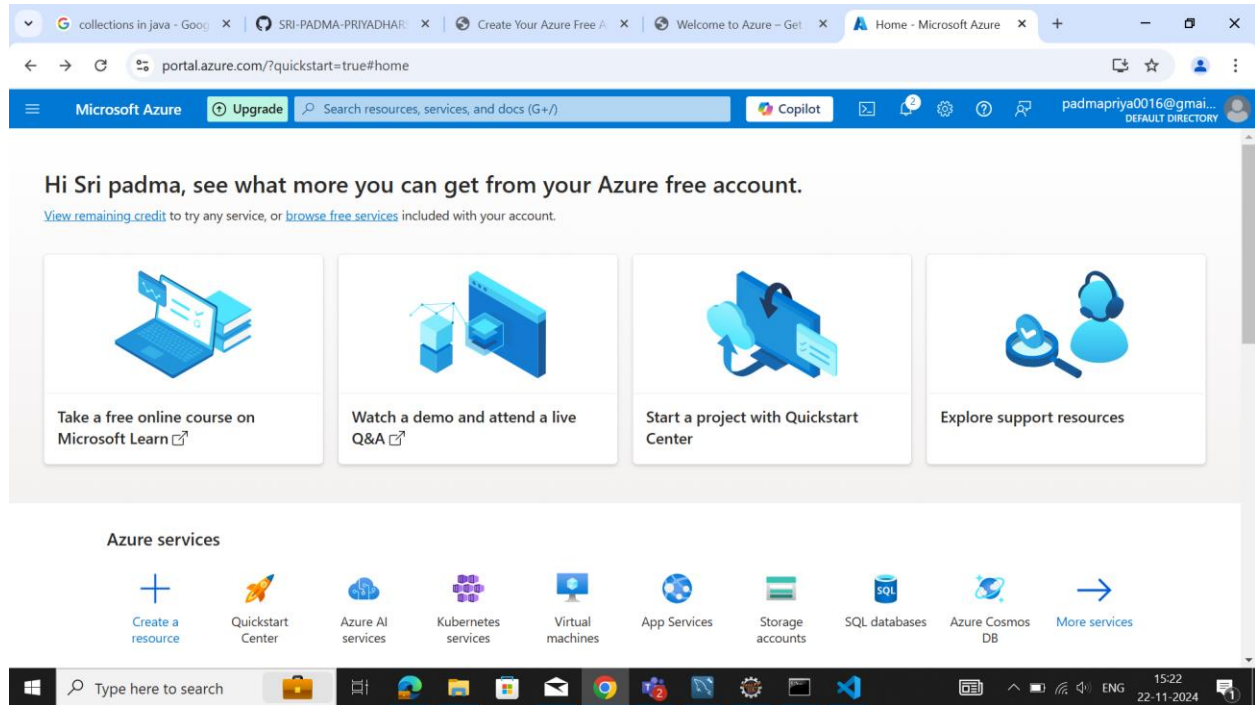 collections in java - Goog
SRI-PADMA-PRIYADHAR
Create Your Azure Free A
Welcome to Azure – Get
Home - Microsoft Azure
portal.azure.com/?quickstart=true#home
Microsoft Azure
Upgrade
Search resources, services, and docs (G+/)
Copilot
2
padmapriya0016@gmai...
DEFAULT DIRECTORY
Hi Sri padma, see what more you can get from your Azure free account.
View remaining credit to try any service, or browse free services included with your account.
Take a free online course on
Microsoft Learn
Watch a demo and attend a live
Q&A
Start a project with Quickstart
Center
Explore support resources
Azure services
SQL
Create a
resource
Quickstart
Center
Azure AI
services
Kubernetes
services
Virtual
machines
App Services
Storage
accounts
SQL databases
Azure Cosmos
DB
More services
Type here to search
2
ENG
15:22
22-11-2024
1